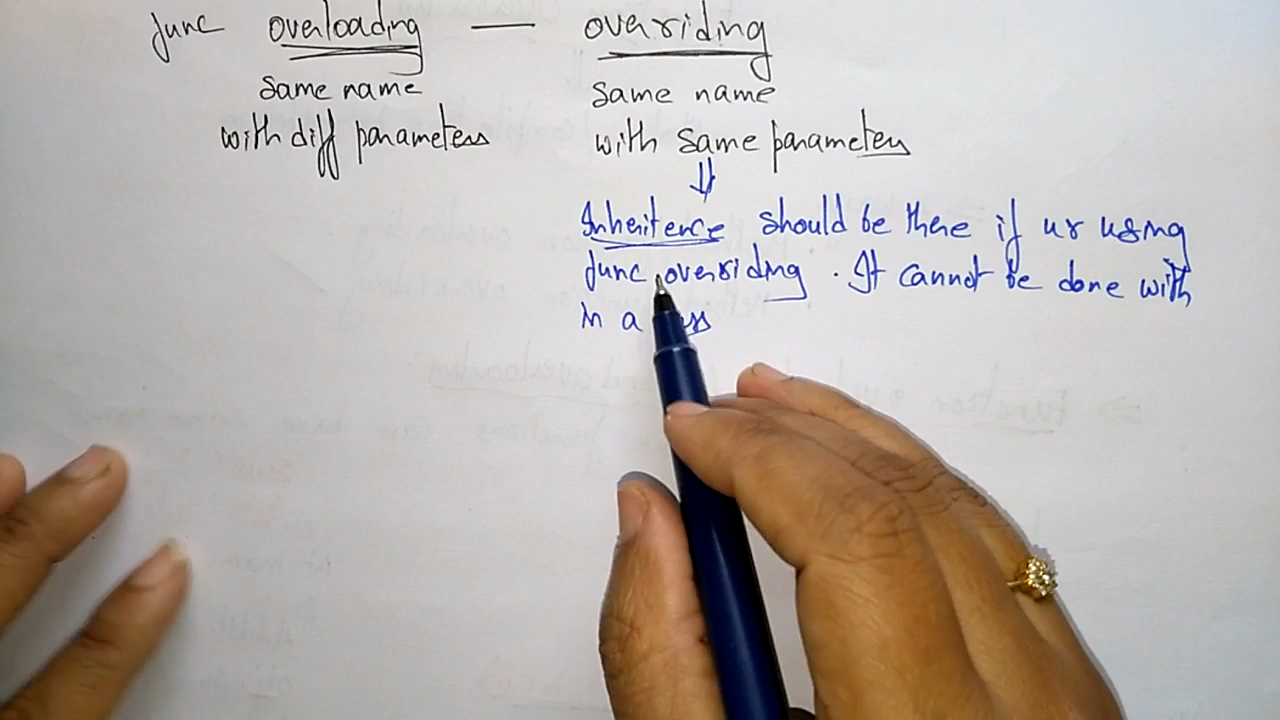 func overloading — overriding
same name same name
with diff parameters with same parameters
⇓
Inheritence should be there if ur using
func overriding . It cannot be done with
in a